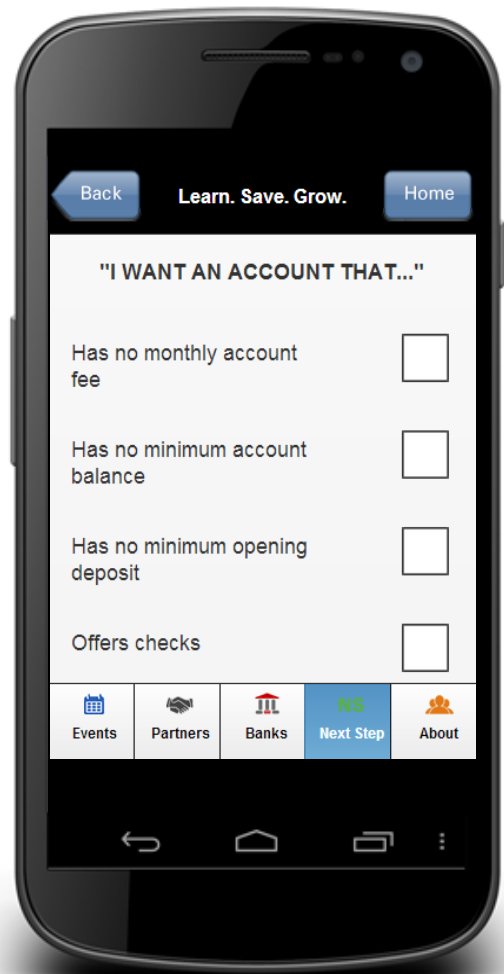 Back
Learn. Save. Grow.
Home
"I WANT AN ACCOUNT THAT..."
Has no monthly account
fee
Has no minimum account
balance
Has no minimum opening
deposit
Offers checks
NS
Events
Partners
Banks
Next Step
About